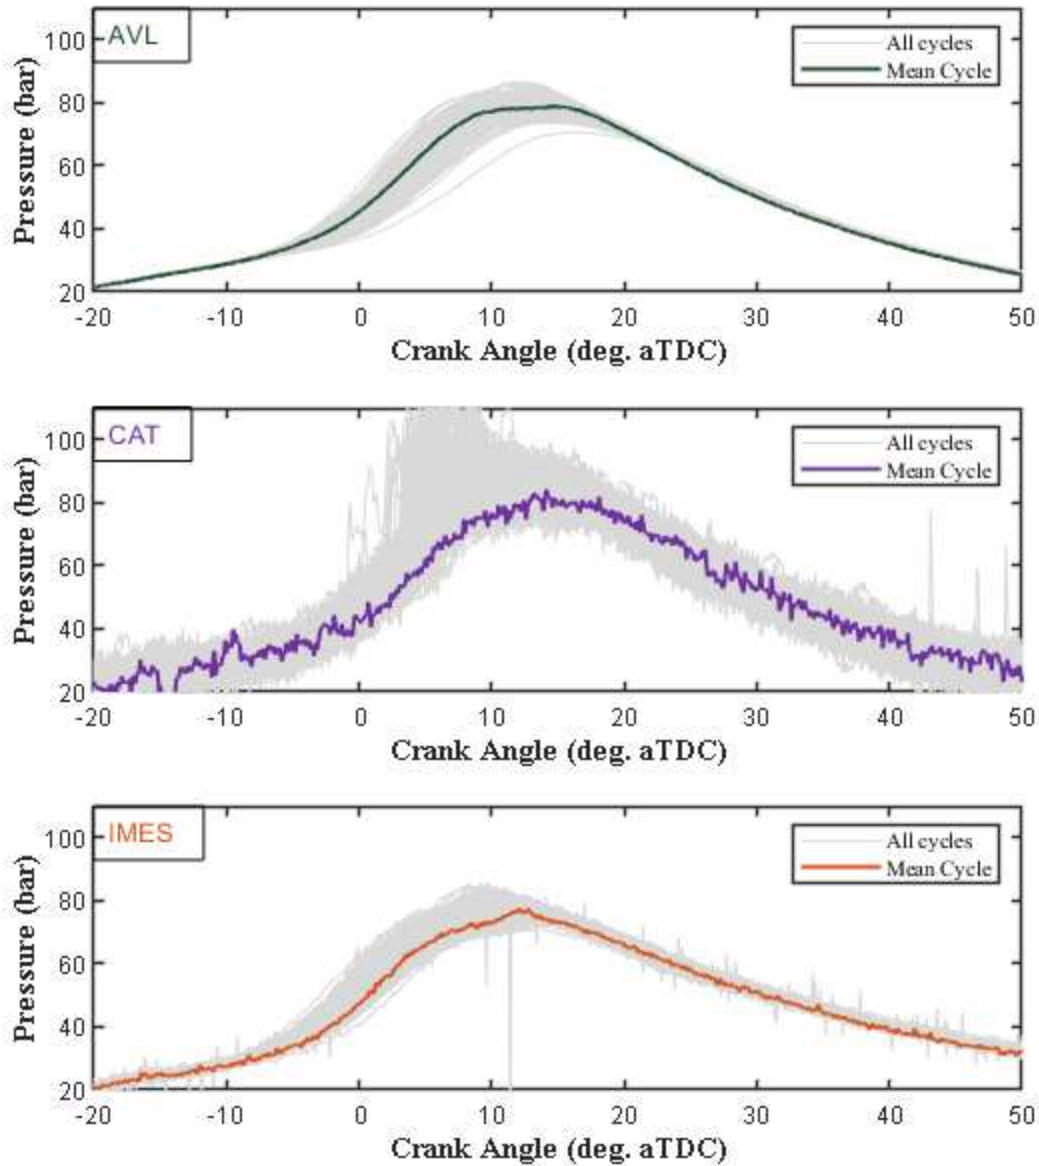 AVL
All cycles
Mean Cycle
Pressure (bar)
100
80
60
40
20
-20 -10 0 10 20 30 40 50
Crank Angle (deg. aTDC)
CAT
All cycles
Mean Cycle
Pressure (bar)
100
80
60
40
20
-20 -10 0 10 20 30 40 50
Crank Angle (deg. aTDC)
IMES
All cycles
Mean Cycle
Pressure (bar)
100
80
60
40
20
-20 -10 0 10 20 30 40 50
Crank Angle (deg. aTDC)